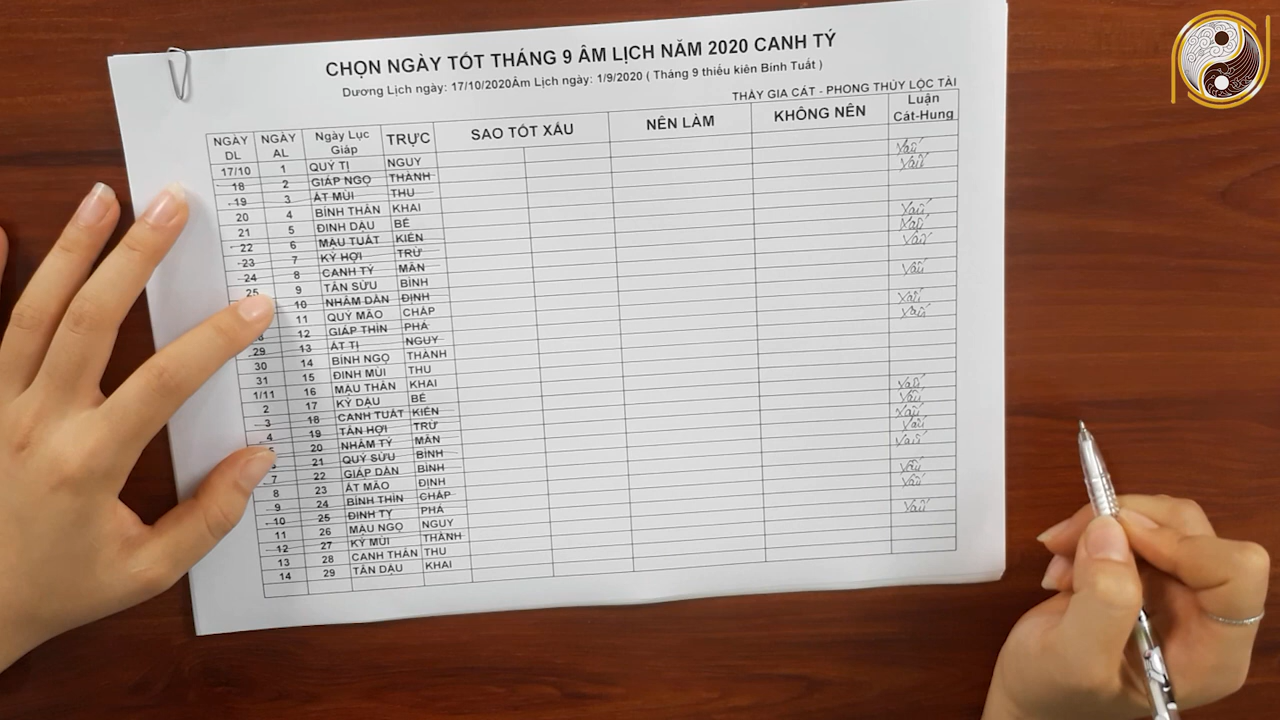 CHỌN NGÀY TỐT THÁNG 9 ÂM LỊCH NĂM 2020 CANH TÝ
Dương Lịch ngày: 17/10/2020Âm Lịch ngày: 1/9/2020 ( Tháng 9 thiếu kiên Bính Tuất )
THÀY GIA CÁT - PHONG THỦY LỘC TÀI
NGÀY DL NGÀY AL Ngày Lục Giáp TRỰC SAO TỐT XẤU NÊN LÀM KHÔNG NÊN Luận Cát-Hung
17/10 1 QUÝ TỊ NGUY Xấu
18 2 GIÁP NGỌ THÀNH Xấu
19 3 ẤT MÙI THU
20 4 BÍNH THÂN KHAI
21 5 ĐINH DẬU BẾ Xấu
22 6 MẬU TUẤT KIÊN Xấu
23 7 KỶ HỢI TRỪ Xấu
24 8 CANH TÝ MÃN
25 9 TÂN SỬU BÌNH Xấu
10 NHÂM DẦN ĐỊNH
11 QUÝ MÃO CHẤP Xấu
12 GIÁP THÌN PHÁ Xấu
29 13 ẤT TỊ NGUY
30 14 BÍNH NGỌ THÀNH
31 15 ĐINH MÙI THU
1/11 16 MẬU THÂN KHAI
2 17 KỶ DẬU BẾ Xấu
3 18 CANH TUẤT KIÊN Xấu
4 19 TÂN HỢI TRỪ Xấu
20 NHÂM TÝ MÃN Xấu
21 QUÝ SỬU BÌNH Xấu
7 22 GIÁP DẦN BÌNH
8 23 ẤT MÃO ĐỊNH Xấu
9 24 BÍNH THÌN CHẤP Xấu
10 25 ĐINH TỴ PHÁ
11 26 MẬU NGỌ NGUY Xấu
12 27 KỶ MÙI THÀNH
13 28 CANH THÂN THU
14 29 TÂN DẬU KHAI